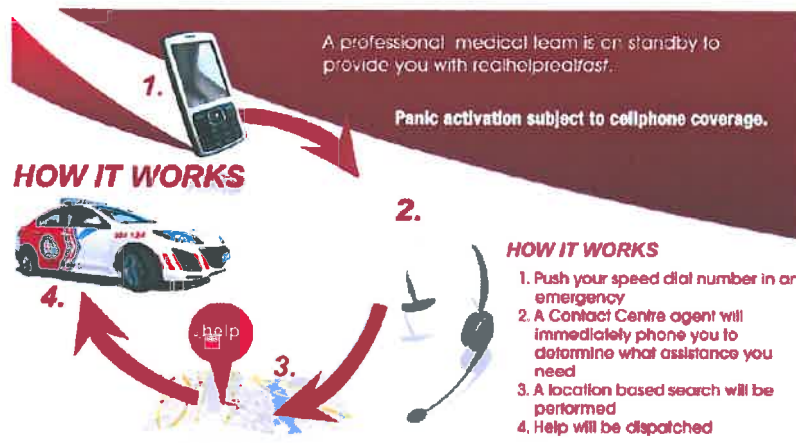 A professional medical team is on standby to
provide you with realhelprealfast.
Panic activation subject to cellphone coverage.
1.
HOW IT WORKS
2.
4.
help
3.
HOW IT WORKS
1. Push your speed dial number in an
emergency
2. A Contact Centre agent will
immediately phone you to
determine what assistance you
need
3. A location based search will be
performed
4. Help will be dispatched